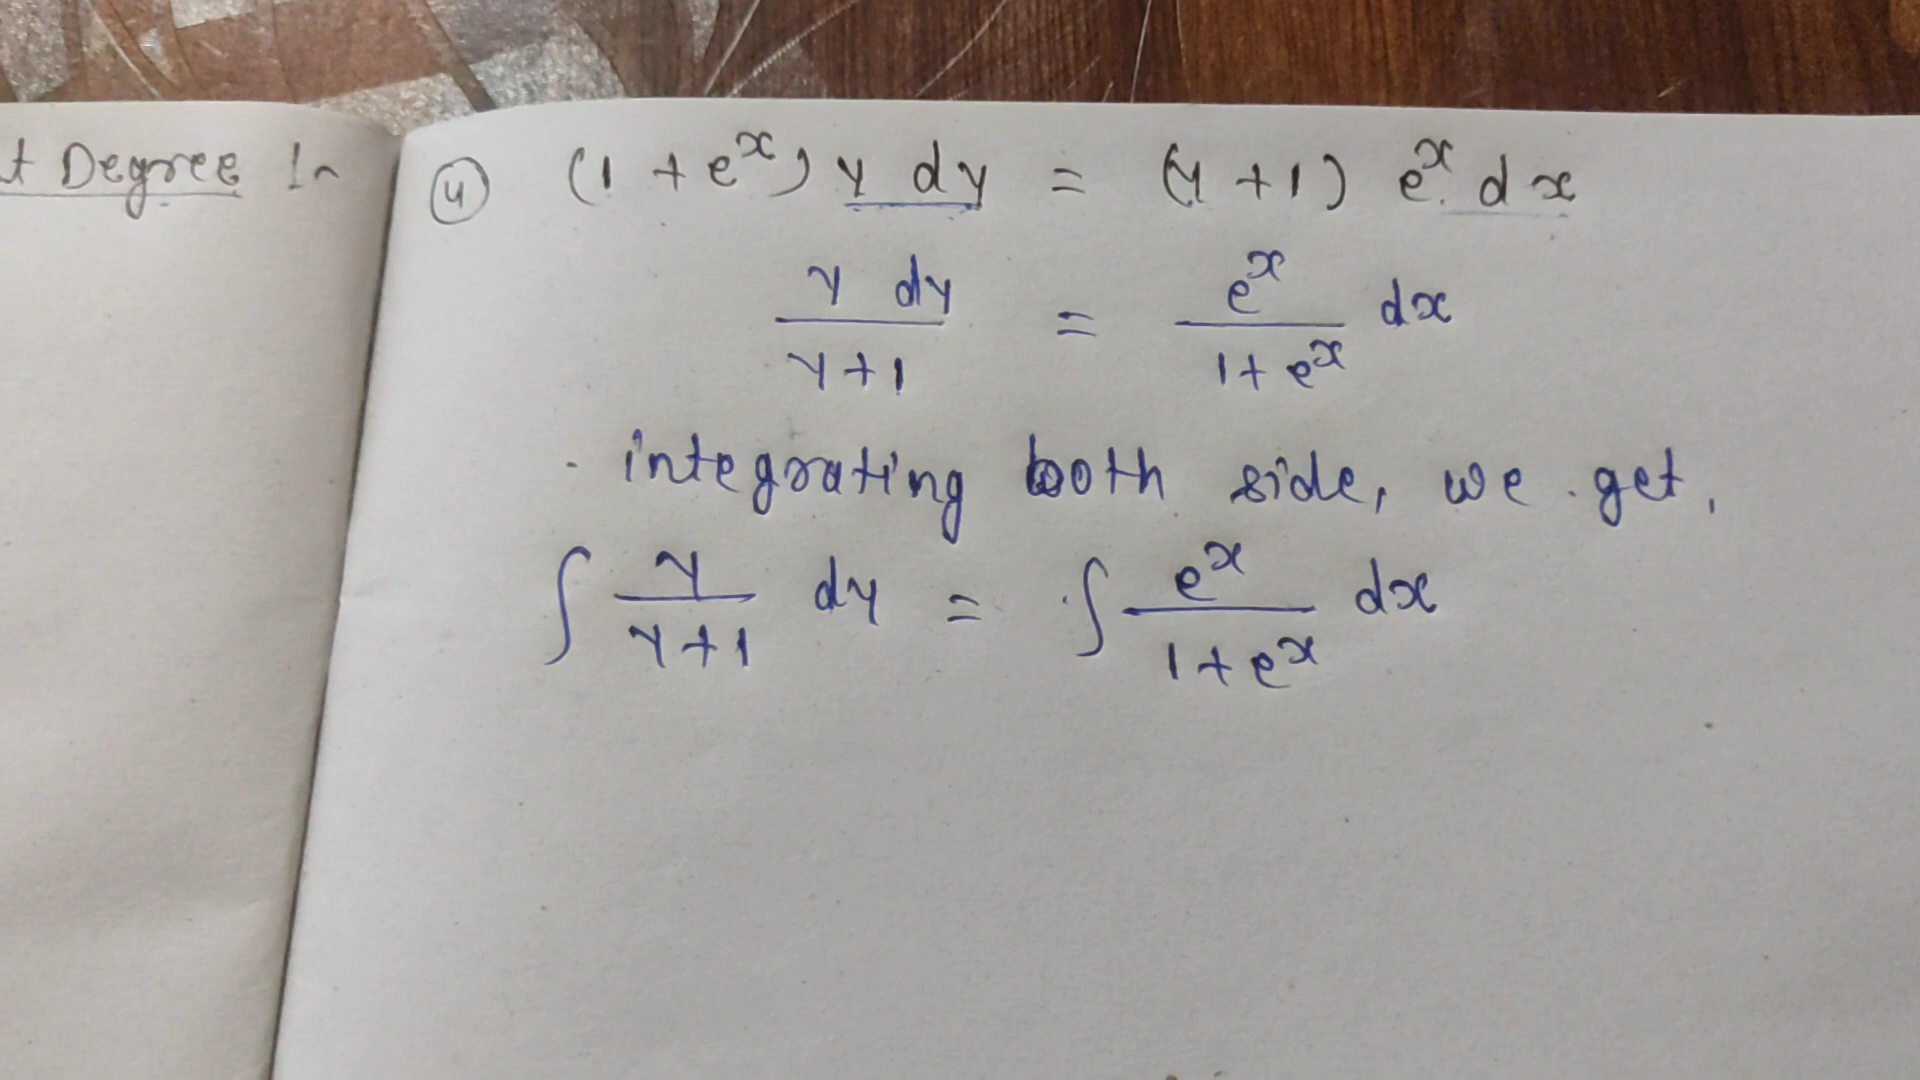 t Degree In
(4) (1 + e^x) y dy = (y + 1) e^x dx
y dy / y+1 = e^x / 1+e^x dx
integrating both side, we get,
∫ y / y+1 dy = ∫ e^x / 1+e^x dx